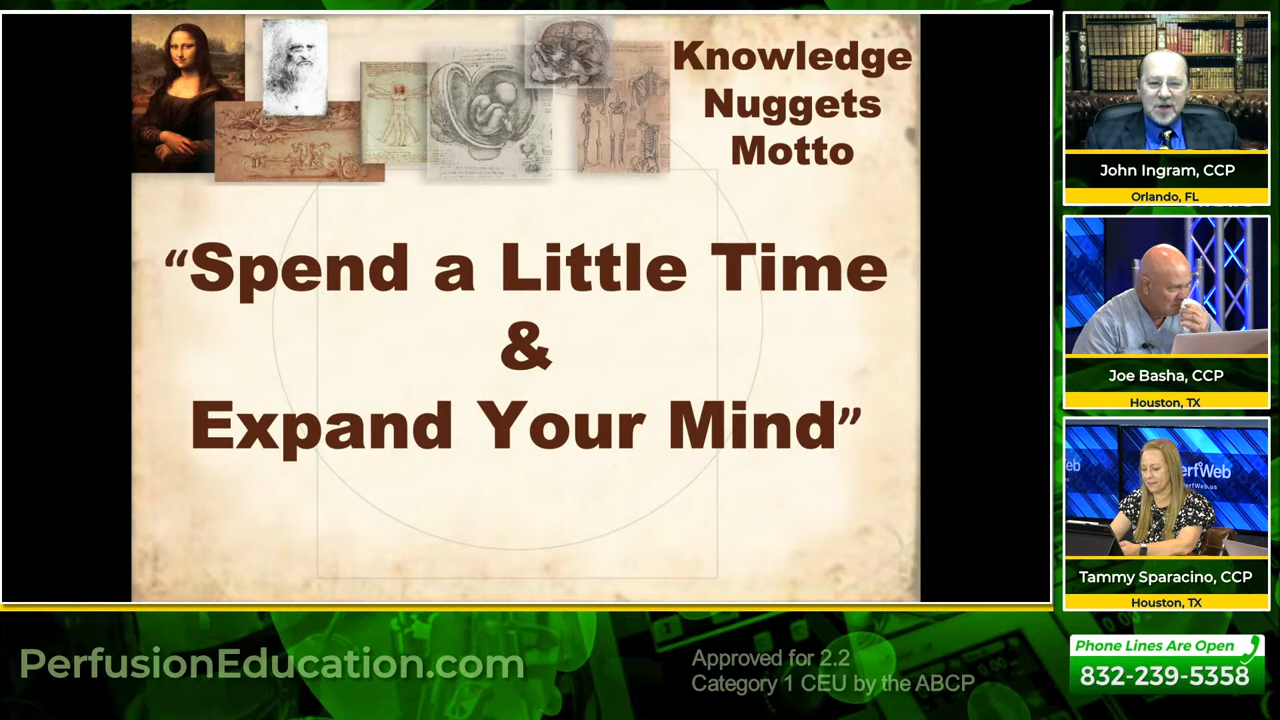 Knowledge
Nuggets
Motto
“Spend a Little Time
&
Expand Your Mind”
John Ingram, CCP
Orlando, FL
Joe Basha, CCP
Houston, TX
erfWeb
Tammy Sparacino, CCP
Houston, TX
PerfusionEducation.com
Approved for 2.2
Category 1 CEU by the ABCP
Phone Lines Are Open
832-239-5358